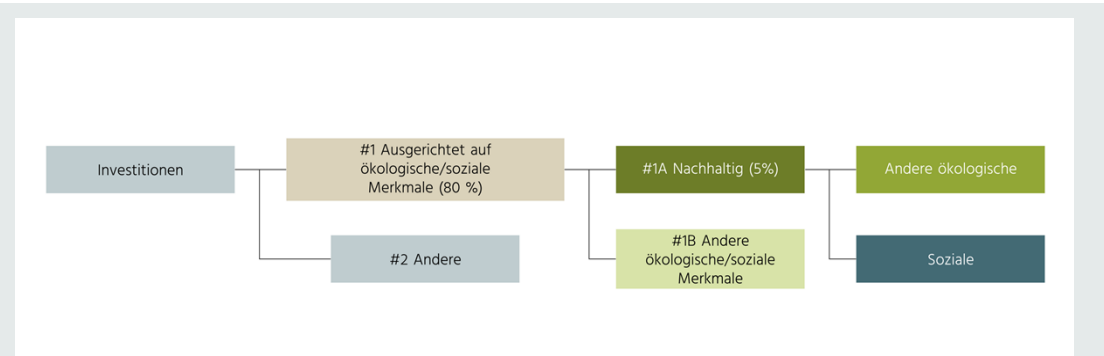 Investitionen
#1 Ausgerichtet auf
ökologische/soziale
Merkmale (80 %)
#1A Nachhaltig (5%)
Andere ökologische
#2 Andere
#1B Andere
ökologische/soziale
Merkmale
Soziale